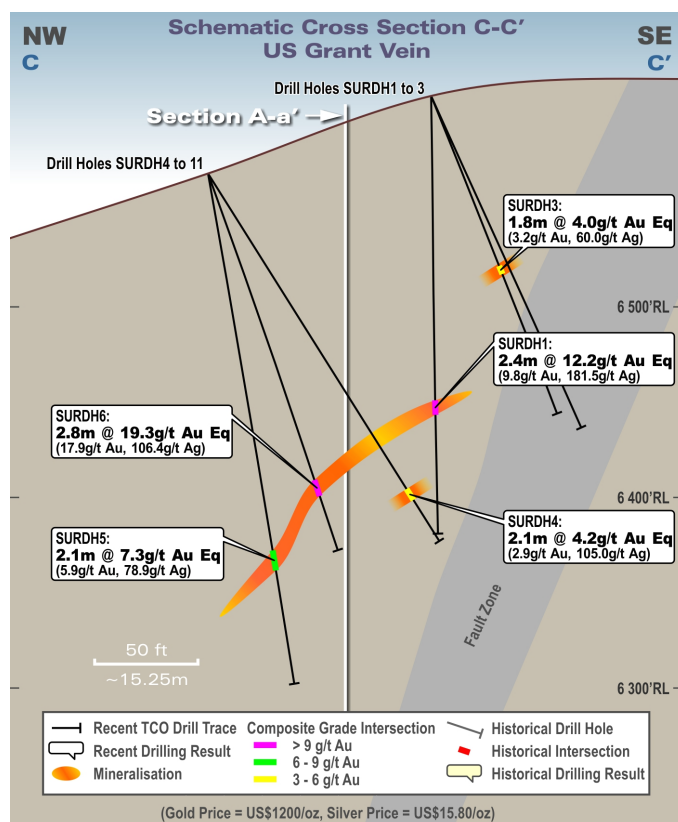 NW
Schematic Cross Section C-C'
SE
C
US Grant Vein
C'
Drill Holes SURDH1 to 3
Section A-a'
Drill Holes SURDH4 to 11
SURDH3:
1.8m @ 4.0g/t Au Eq
(3.2g/t Au, 60.0g/t Ag)
6 500'RL
SURDH1:
2.4m @ 12.2g/t Au Eq
(9.8g/t Au, 181.5g/t Ag)
SURDH6:
2.8m @ 19.3g/t Au Eq
(17.9g/t Au, 106.4g/t Ag)
6 400'RL
SURDH4:
2.1m @ 4.2g/t Au Eq
(2.9g/t Au, 105.0g/t Ag)
SURDH5:
2.1m @ 7.3g/t Au Eq
(5.9g/t Au, 78.9g/t Ag)
Fault Zone
50 ft
~15.25m
6 300'RL
Recent TCO Drill Trace
Recent Drilling Result
Mineralisation
Composite Grade Intersection
> 9 g/t Au
6 - 9 g/t Au
3 - 6 g/t Au
Historical Drill Hole
Historical Intersection
Historical Drilling Result
(Gold Price = US$1200/oz, Silver Price = US$15.80/oz)